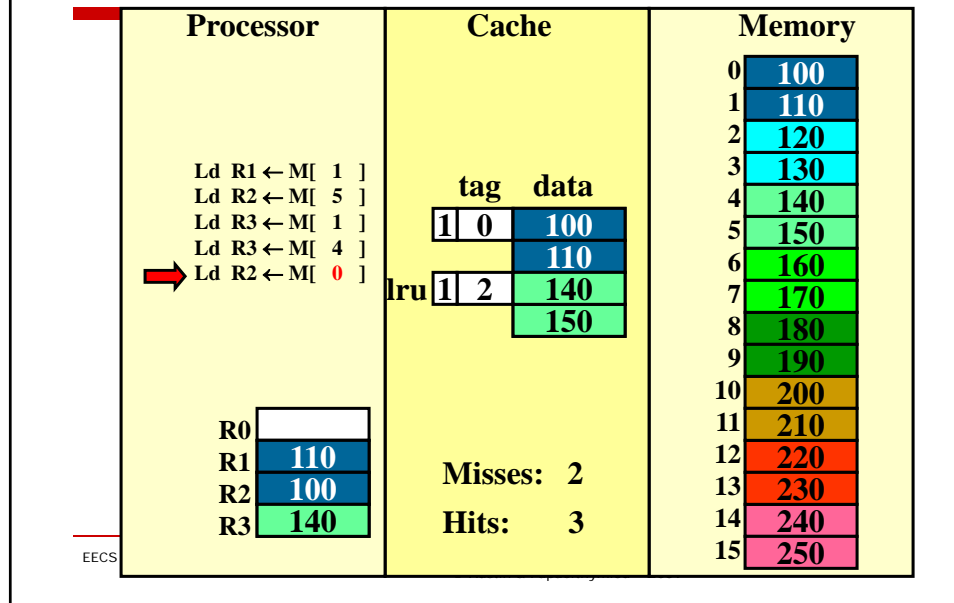 Processor
Ld R1 ← M[ 1 ]
Ld R2 ← M[ 5 ]
Ld R3 ← M[ 1 ]
Ld R3 ← M[ 4 ]
Ld R2 ← M[ 0 ]
R0
R1 110
R2 100
R3 140
Cache
tag data
1 0 100
110
lru 1 2 140
150
Misses: 2
Hits: 3
Memory
0 100
1 110
2 120
3 130
4 140
5 150
6 160
7 170
8 180
9 190
10 200
11 210
12 220
13 230
14 240
15 250
EECS